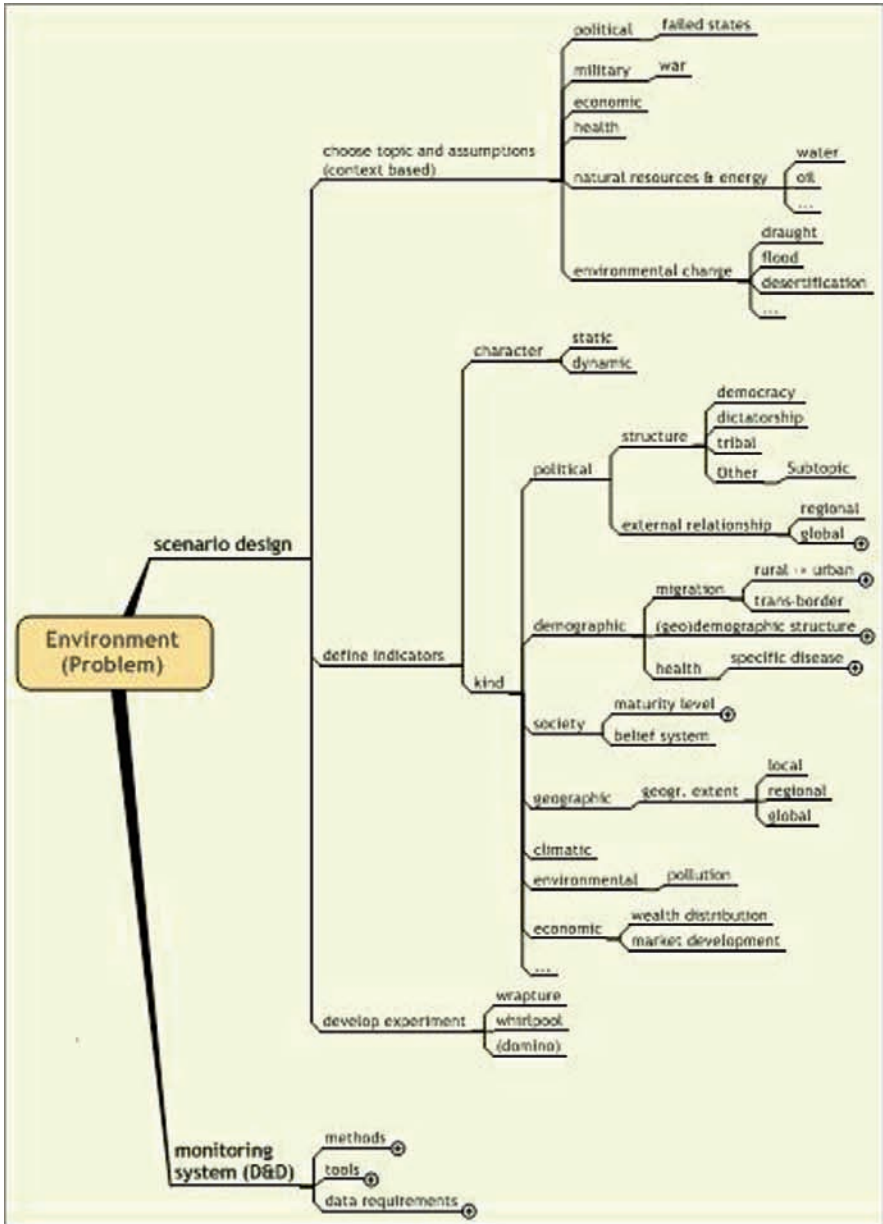 political
failed states
military
war
economic
health
choose topic and assumptions
(context based)
natural resources & energy
water
oil
...
environmental change
draught
flood
desertification
...
character
static
dynamic
political
structure
democracy
dictatorship
tribal
Other
Subtopic
external relationship
regional
global
scenario design
Environment
(Problem)
define indicators
kind
demographic
migration
rural -> urban
trans-border
(geo)demographic structure
health
specific disease
society
maturity level
belief system
geographic
geogr. extent
local
regional
global
climatic
environmental
pollution
economic
wealth distribution
market development
...
develop experiment
wrapture
whirlpool
(domino)
monitoring
system (D&D)
methods
tools
data requirements